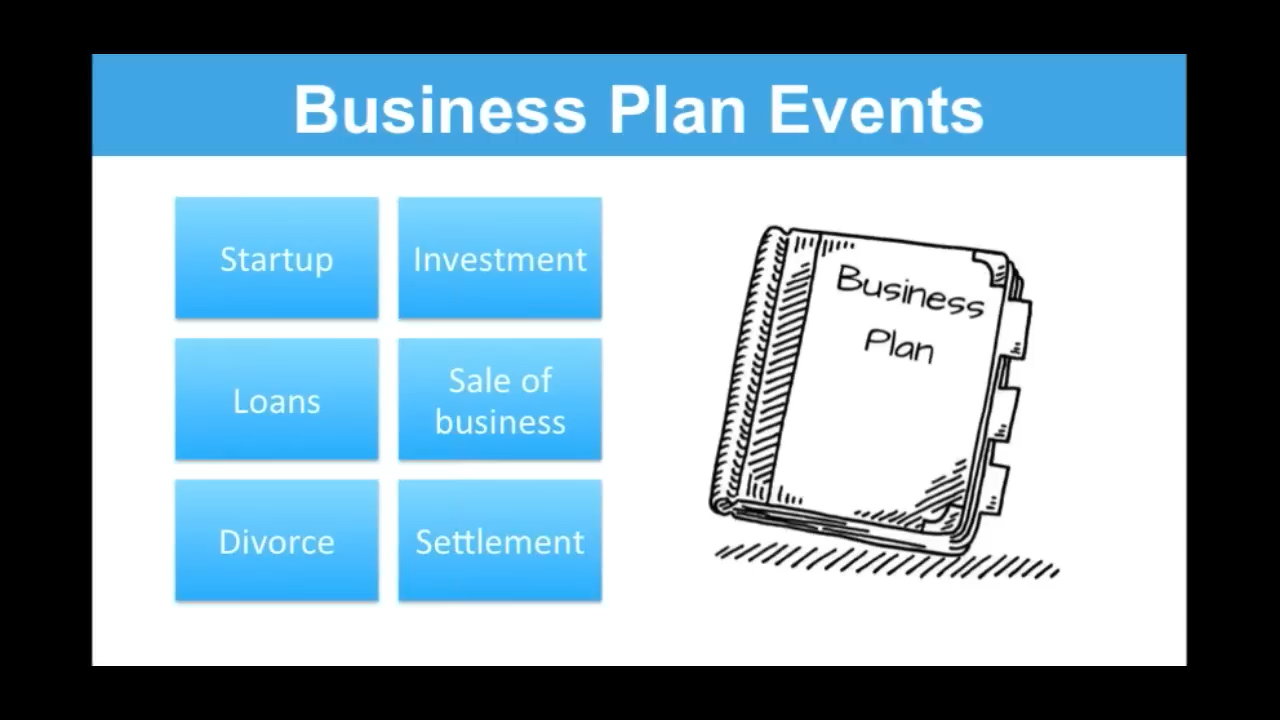 Business Plan Events
Startup
Investment
Loans
Sale of
business
Divorce
Settlement
Business
Plan